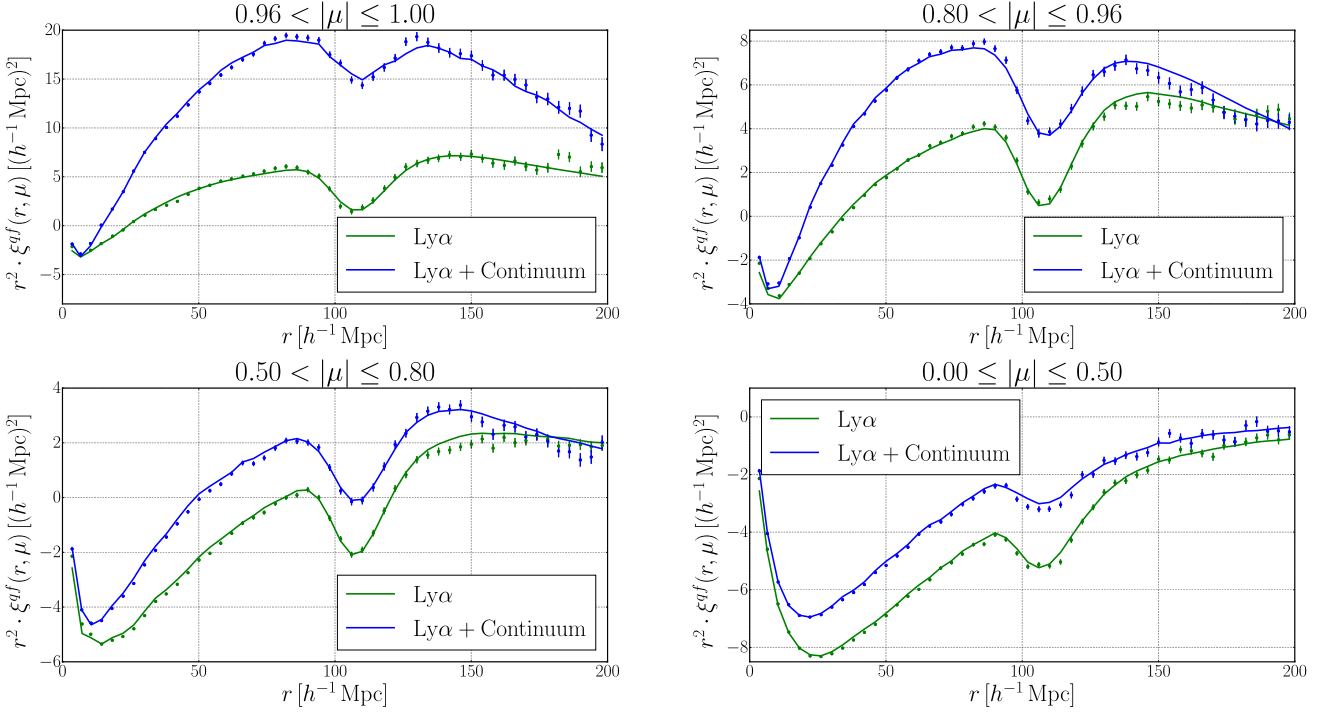 0.96 < |μ| ≤ 1.00
r² · ξ^{qf}(r, μ) [(h⁻¹ Mpc)²]
20
15
10
5
0
−5
Lyα
Lyα + Continuum
0 50 100 150 200
r [h⁻¹ Mpc]
0.80 < |μ| ≤ 0.96
r² · ξ^{qf}(r, μ) [(h⁻¹ Mpc)²]
8
6
4
2
0
−2
−4
Lyα
Lyα + Continuum
0 50 100 150 200
r [h⁻¹ Mpc]
0.50 < |μ| ≤ 0.80
r² · ξ^{qf}(r, μ) [(h⁻¹ Mpc)²]
4
2
0
−2
−4
−6
Lyα
Lyα + Continuum
0 50 100 150 200
r [h⁻¹ Mpc]
0.00 ≤ |μ| ≤ 0.50
r² · ξ^{qf}(r, μ) [(h⁻¹ Mpc)²]
0
−2
−4
−6
−8
Lyα
Lyα + Continuum
0 50 100 150 200
r [h⁻¹ Mpc]